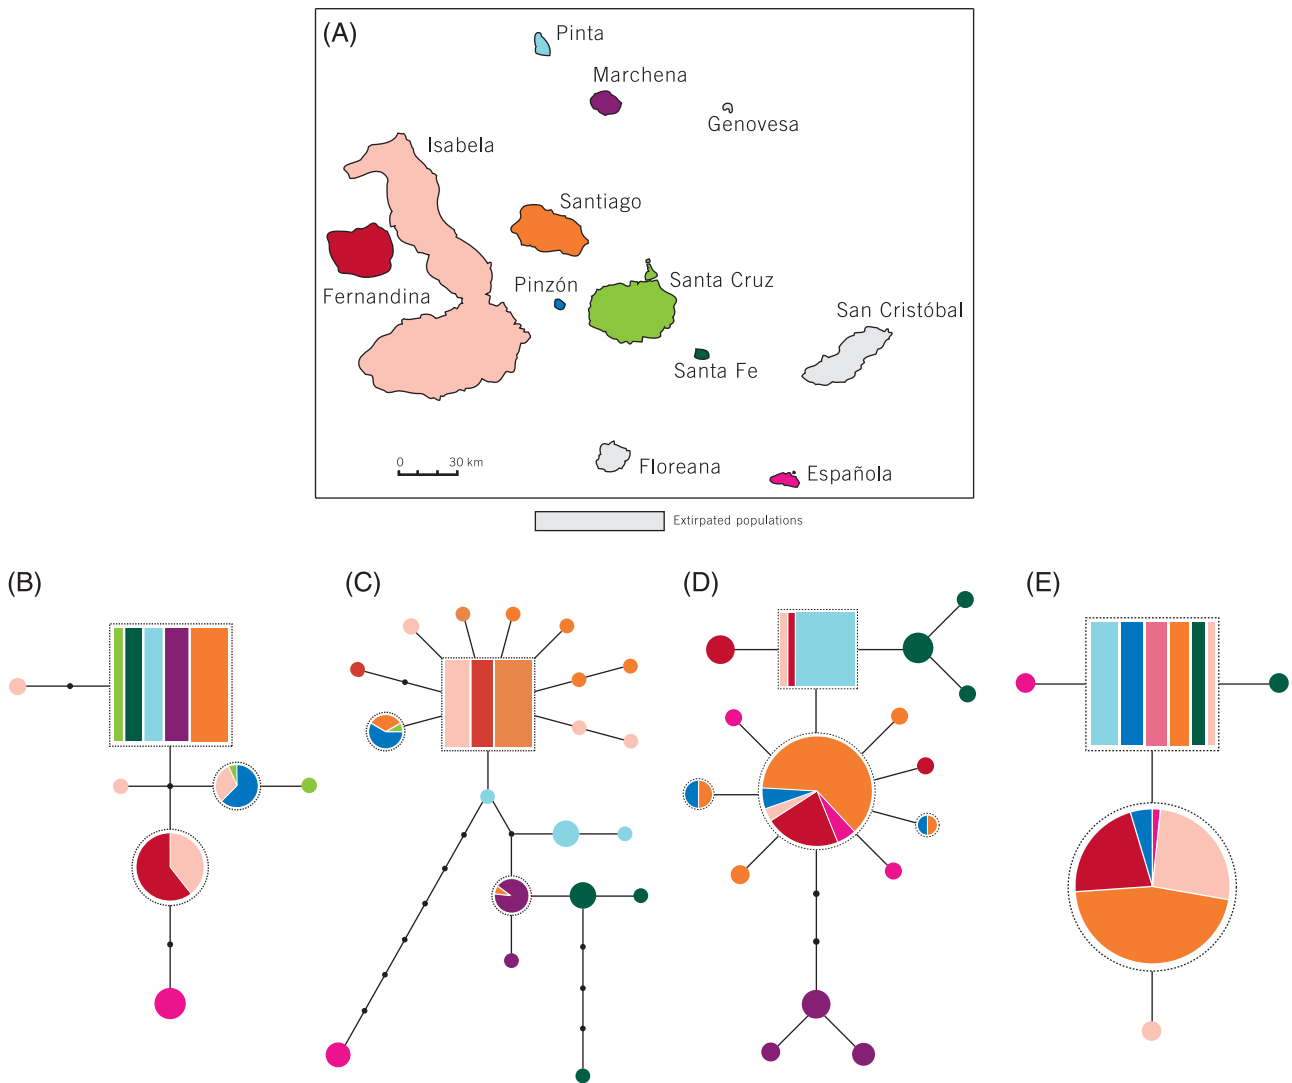 (A)
Pinta
Marchena
Genovesa
Isabela
Santiago
Santa Cruz
Pinzón
Fernandina
San Cristóbal
Santa Fe
0 30 km
Floreana
Española
Extirpated populations
(B)
(C)
(D)
(E)